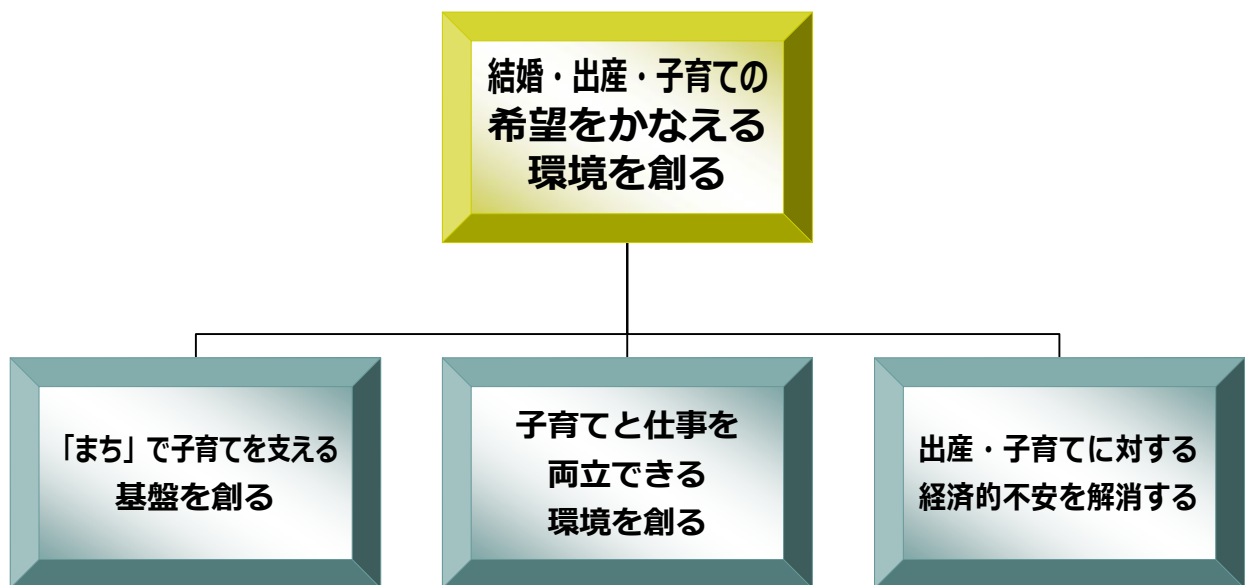 結婚・出産・子育ての
希望をかなえる
環境を創る
「まち」で子育てを支える
基盤を創る
子育てと仕事を
両立できる
環境を創る
出産・子育てに対する
経済的不安を解消する